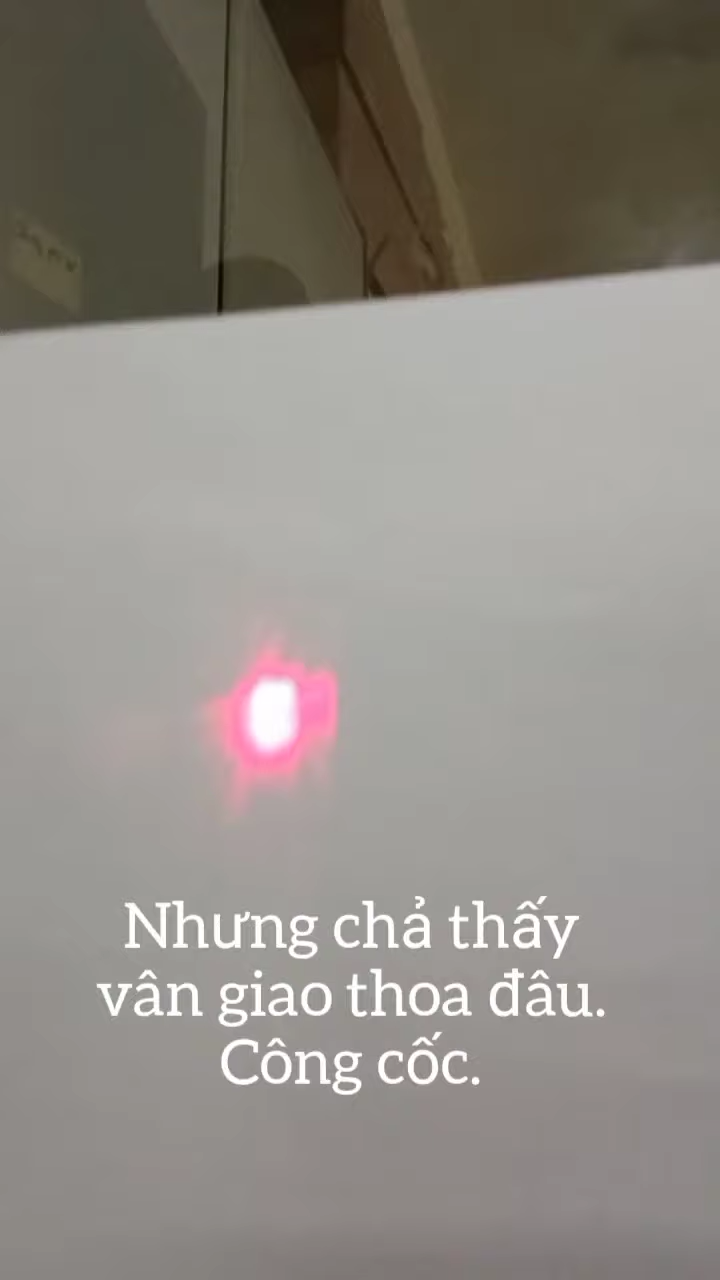 Nhưng chả thấy
vân giao thoa đâu.
Công cốc.